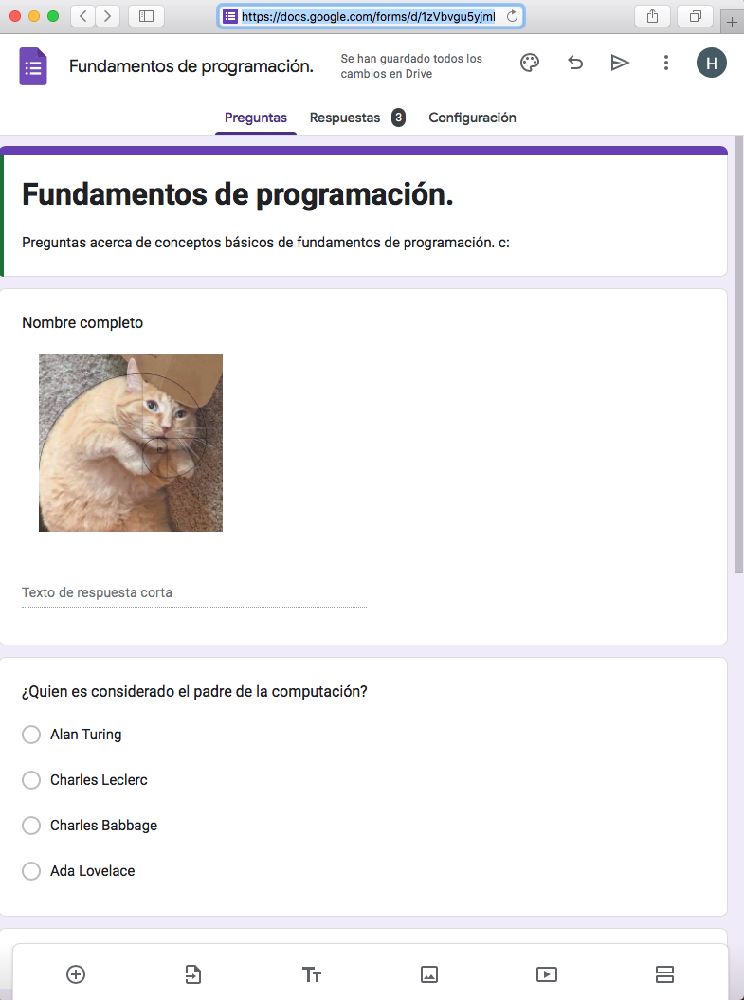 https://docs.google.com/forms/d/1zVbvgu5yjml
Fundamentos de programación.
Se han guardado todos los
cambios en Drive
H
Preguntas
Respuestas 3
Configuración
Fundamentos de programación.
Preguntas acerca de conceptos básicos de fundamentos de programación. c:
Nombre completo
Texto de respuesta corta
¿Quien es considerado el padre de la computación?
Alan Turing
Charles Leclerc
Charles Babbage
Ada Lovelace
Tт